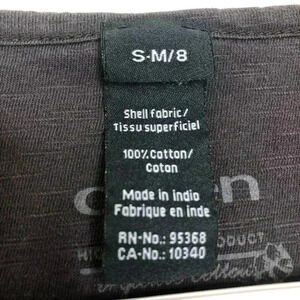 S-M/8
Shell fabric/
Tissu superficiel
100% Cotton/
Coton
Made in indio
Fabrique en inde
RN-No.: 95368
CA-No.: 10340